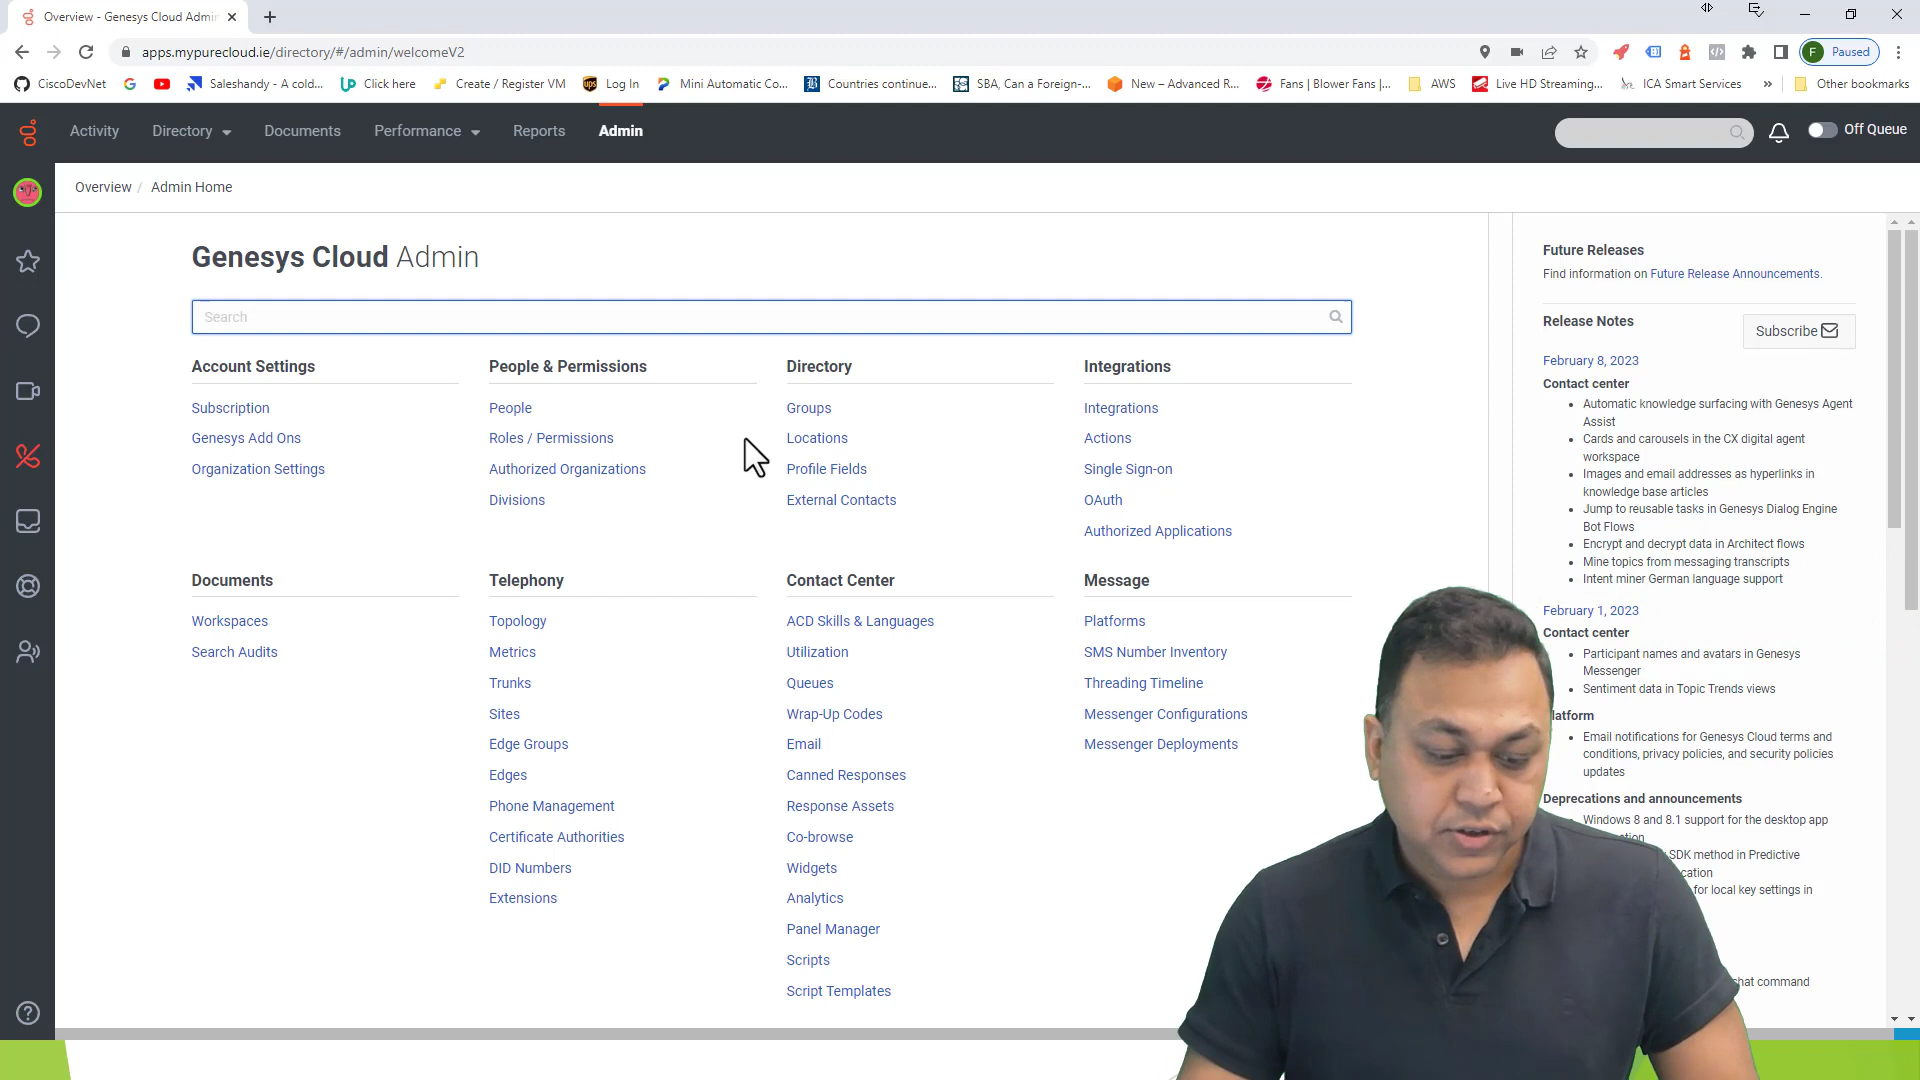 Overview - Genesys Cloud Admin
apps.mypurecloud.ie/directory/#/admin/welcomeV2
F Paused
CiscoDevNet
Saleshandy - A cold...
Click here
Create / Register VM
Log In
Mini Automatic Co...
Countries continue...
SBA, Can a Foreign-...
New – Advanced R...
Fans | Blower Fans |...
AWS
Live HD Streaming...
ICA Smart Services
Other bookmarks
Activity
Directory
Documents
Performance
Reports
Admin
Off Queue
Overview / Admin Home
Genesys Cloud Admin
Search
Account Settings
Subscription
Genesys Add Ons
Organization Settings
People & Permissions
People
Roles / Permissions
Authorized Organizations
Divisions
Directory
Groups
Locations
Profile Fields
External Contacts
Integrations
Integrations
Actions
Single Sign-on
OAuth
Authorized Applications
Documents
Workspaces
Search Audits
Telephony
Topology
Metrics
Trunks
Sites
Edge Groups
Edges
Phone Management
Certificate Authorities
DID Numbers
Extensions
Contact Center
ACD Skills & Languages
Utilization
Queues
Wrap-Up Codes
Email
Canned Responses
Response Assets
Co-browse
Widgets
Analytics
Panel Manager
Scripts
Script Templates
Message
Platforms
SMS Number Inventory
Threading Timeline
Messenger Configurations
Messenger Deployments
Future Releases
Find information on Future Release Announcements.
Release Notes
Subscribe
February 8, 2023
Contact center
Automatic knowledge surfacing with Genesys Agent
Assist
Cards and carousels in the CX digital agent
workspace
Images and email addresses as hyperlinks in
knowledge base articles
Jump to reusable tasks in Genesys Dialog Engine
Bot Flows
Encrypt and decrypt data in Architect flows
Mine topics from messaging transcripts
Intent miner German language support
February 1, 2023
Contact center
Participant names and avatars in Genesys
Messenger
Sentiment data in Topic Trends views
latform
Email notifications for Genesys Cloud terms and
conditions, privacy policies, and security policies
updates
Deprecations and announcements
Windows 8 and 8.1 support for the desktop app
SDK method in Predictive
for local key settings in
chat command